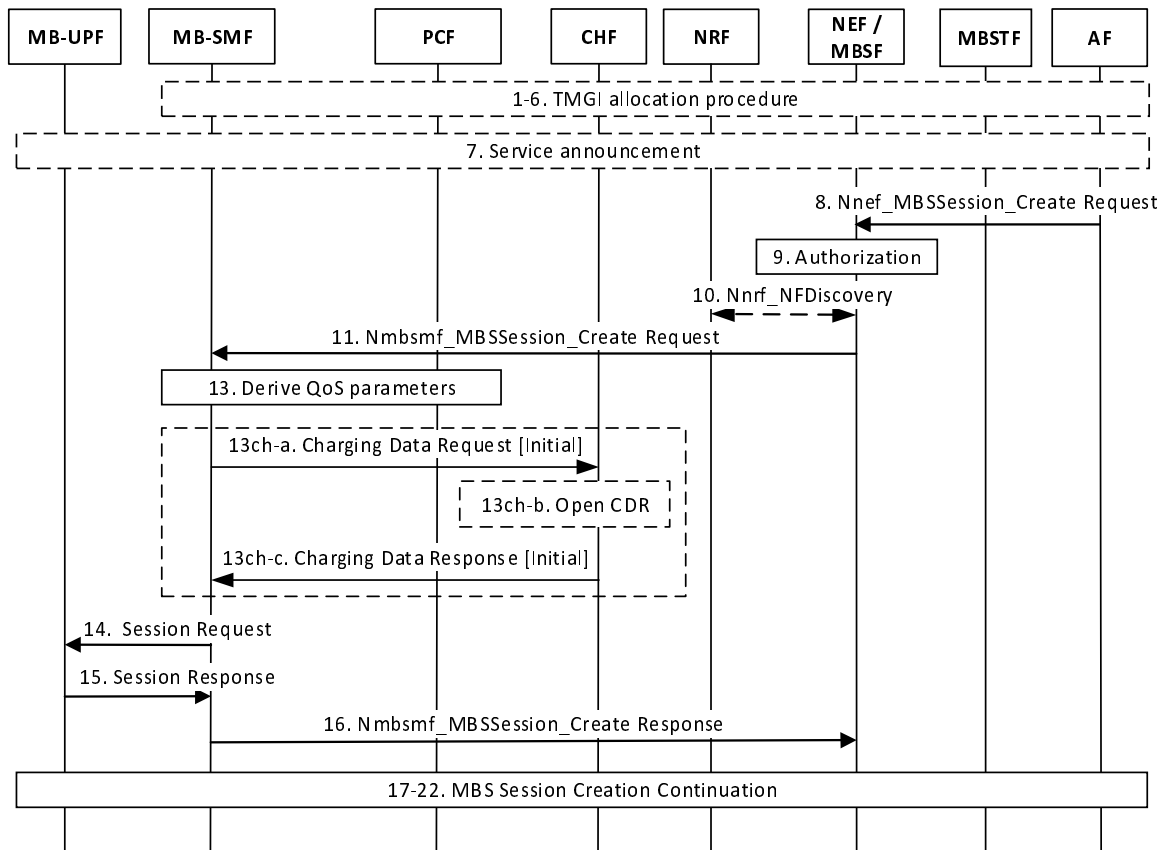 MB-UPF
MB-SMF
PCF
CHF
NRF
NEF /
MBSF
MBSTF
AF
1-6. TMGI allocation procedure
7. Service announcement
8. Nnef_MBSSession_Create Request
9. Authorization
10. Nnrf_NFDiscovery
11. Nmbsmf_MBSSession_Create Request
13. Derive QoS parameters
13ch-a. Charging Data Request [Initial]
13ch-b. Open CDR
13ch-c. Charging Data Response [Initial]
14. Session Request
15. Session Response
16. Nmbsmf_MBSSession_Create Response
17-22. MBS Session Creation Continuation